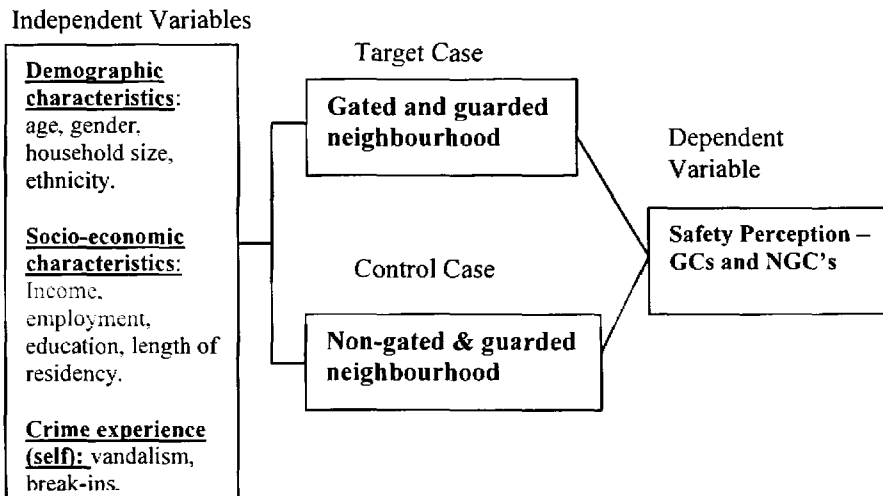 Independent Variables
Demographic
characteristics:
age, gender,
household size,
ethnicity.
Socio-economic
characteristics:
Income,
employment,
education, length of
residency.
Crime experience
(self): vandalism,
break-ins.
Target Case
Gated and guarded
neighbourhood
Control Case
Non-gated & guarded
neighbourhood
Dependent
Variable
Safety Perception –
GCs and NGC's